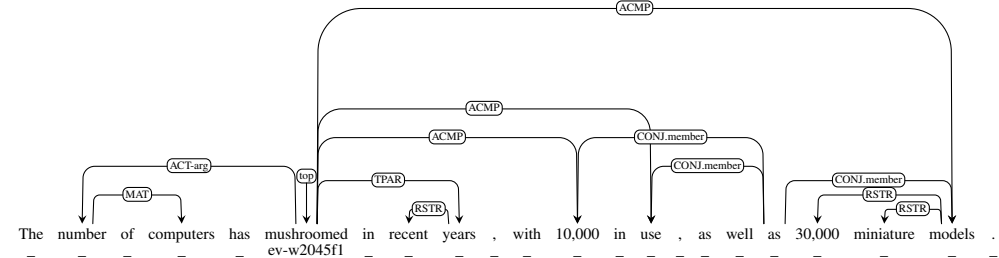 ACMP
ACMP
ACMP CONJ.member
ACT-arg top TPAR CONJ.member CONJ.member
MAT RSTR RSTR RSTR
The number of computers has mushroomed in recent years , with 10,000 in use , as well as 30,000 miniature models .
_ _ _ _ _ ev-w2045f1 _ _ _ _ _ _ _ _ _ _ _ _ _ _ _ _